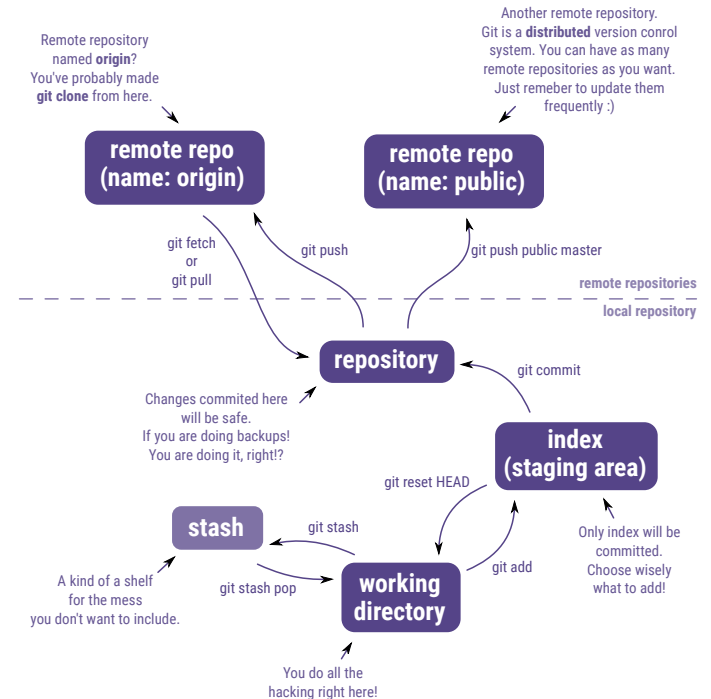 Another remote repository.
Git is a distributed version conrol
system. You can have as many
remote repositories as you want.
Just remeber to update them
frequently :)
Remote repository
named origin?
You've probably made
git clone from here.
remote repo
(name: origin)
remote repo
(name: public)
git fetch
or
git pull
git push
git push public master
remote repositories
local repository
repository
git commit
Changes commited here
will be safe.
If you are doing backups!
You are doing it, right!?
index
(staging area)
git reset HEAD
stash
git stash
Only index will be
committed.
Choose wisely
what to add!
git add
git stash pop
working
directory
A kind of a shelf
for the mess
you don't want to include.
You do all the
hacking right here!